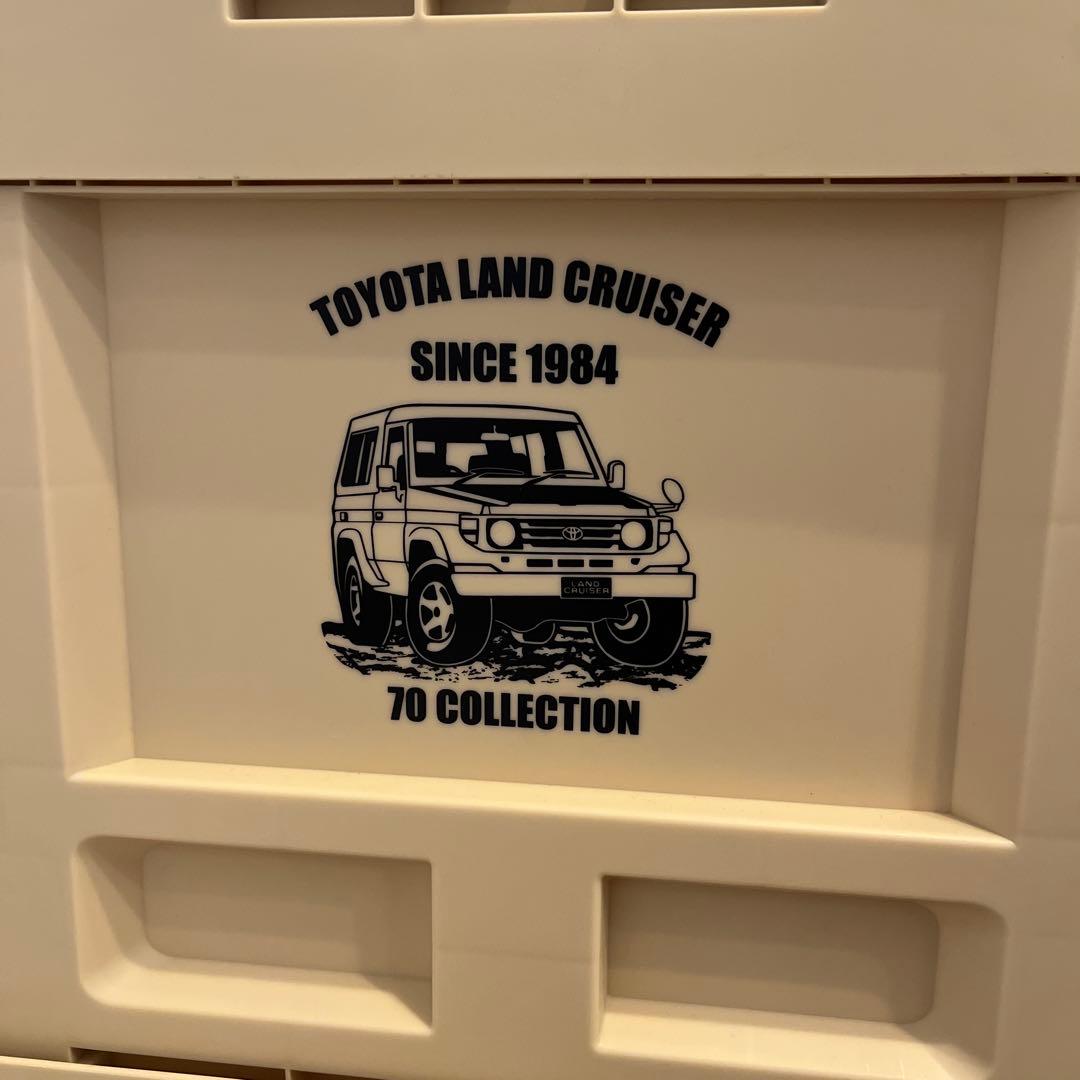 TOYOTA LAND CRUISER
SINCE 1984
LAND
CRUISER
70 COLLECTION